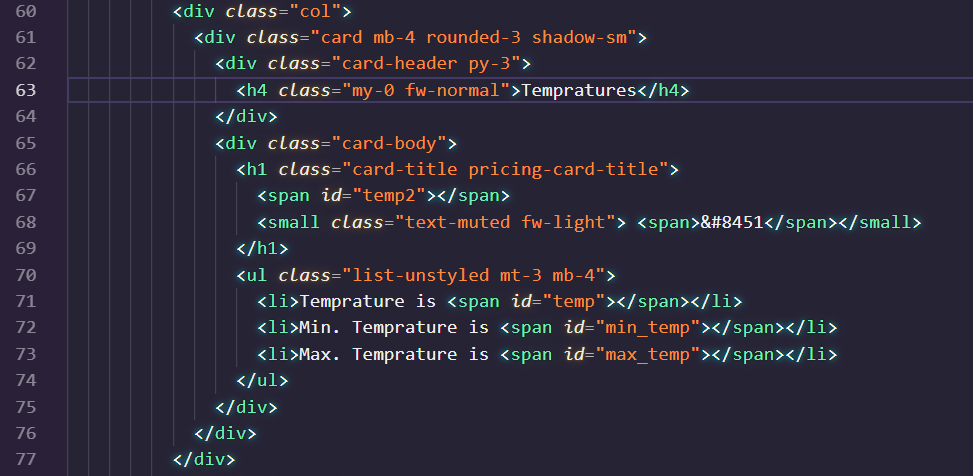 60 <div class="col">
61 <div class="card mb-4 rounded-3 shadow-sm">
62 <div class="card-header py-3">
63 <h4 class="my-0 fw-normal">Tempratures</h4>
64 </div>
65 <div class="card-body">
66 <h1 class="card-title pricing-card-title">
67 <span id="temp2"></span>
68 <small class="text-muted fw-light"> <span>&#8451</span></small>
69 </h1>
70 <ul class="list-unstyled mt-3 mb-4">
71 <li>Temprature is <span id="temp"></span></li>
72 <li>Min. Temprature is <span id="min_temp"></span></li>
73 <li>Max. Temprature is <span id="max_temp"></span></li>
74 </ul>
75 </div>
76 </div>
77 </div>